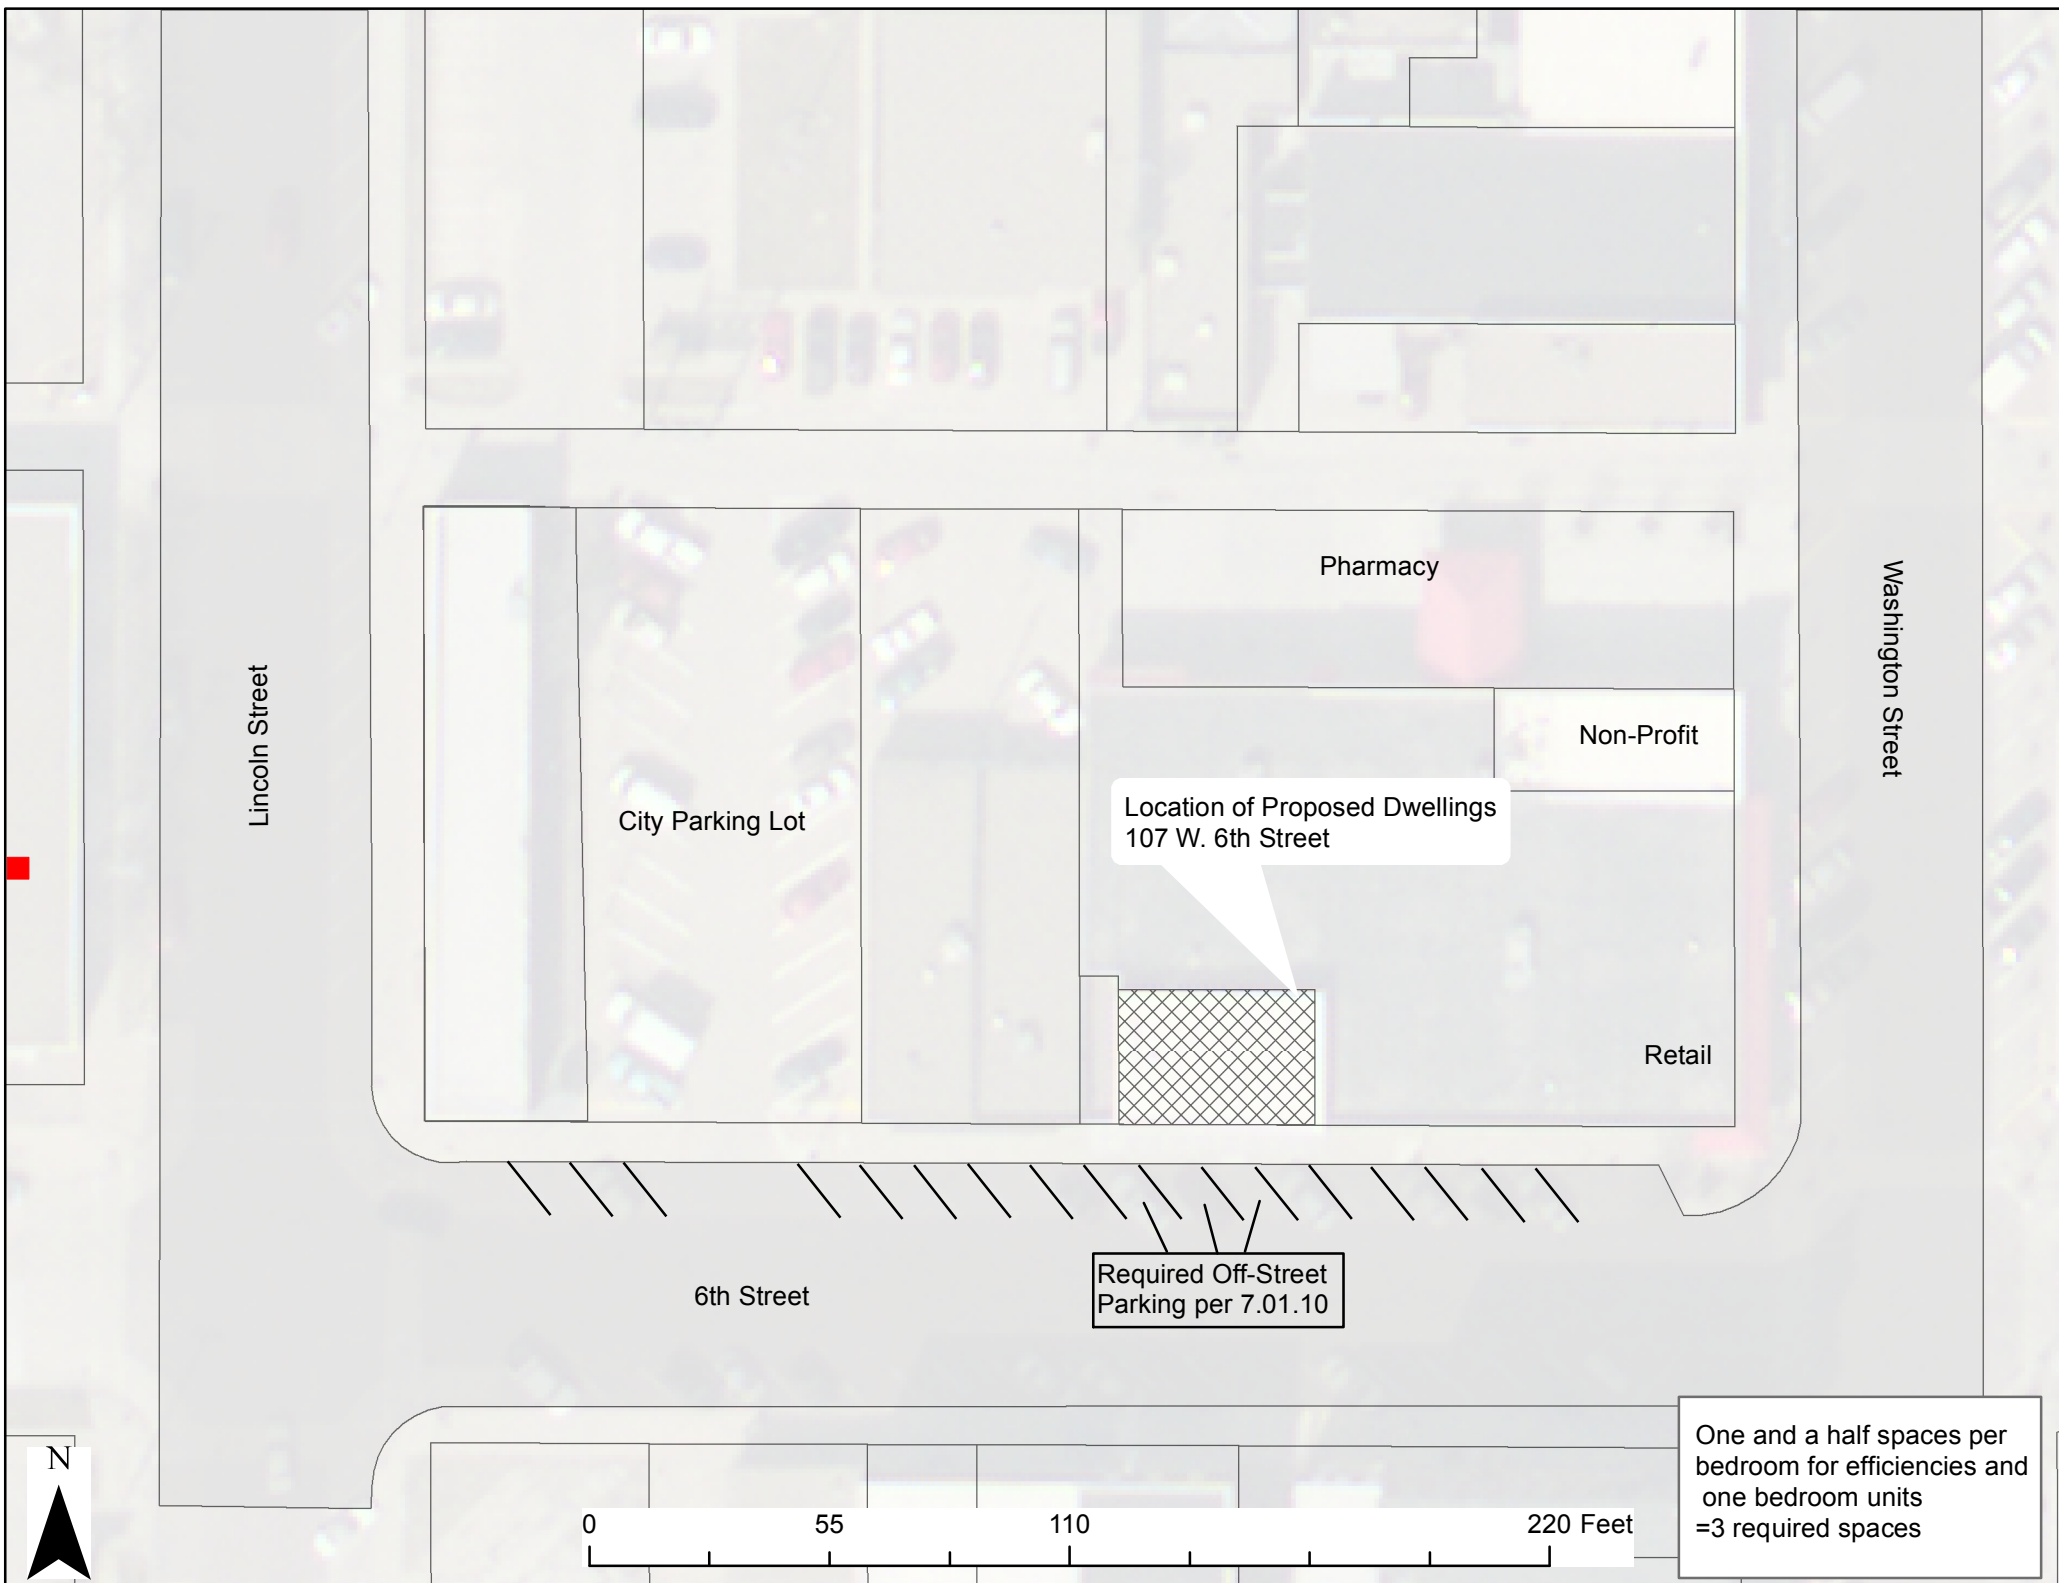 Pharmacy
Washington Street
Lincoln Street
Non-Profit
Location of Proposed Dwellings
107 W. 6th Street
City Parking Lot
Retail
Required Off-Street
Parking per 7.01.10
6th Street
One and a half spaces per
bedroom for efficiencies and
one bedroom units
=3 required spaces
N
0 55 110 220 Feet